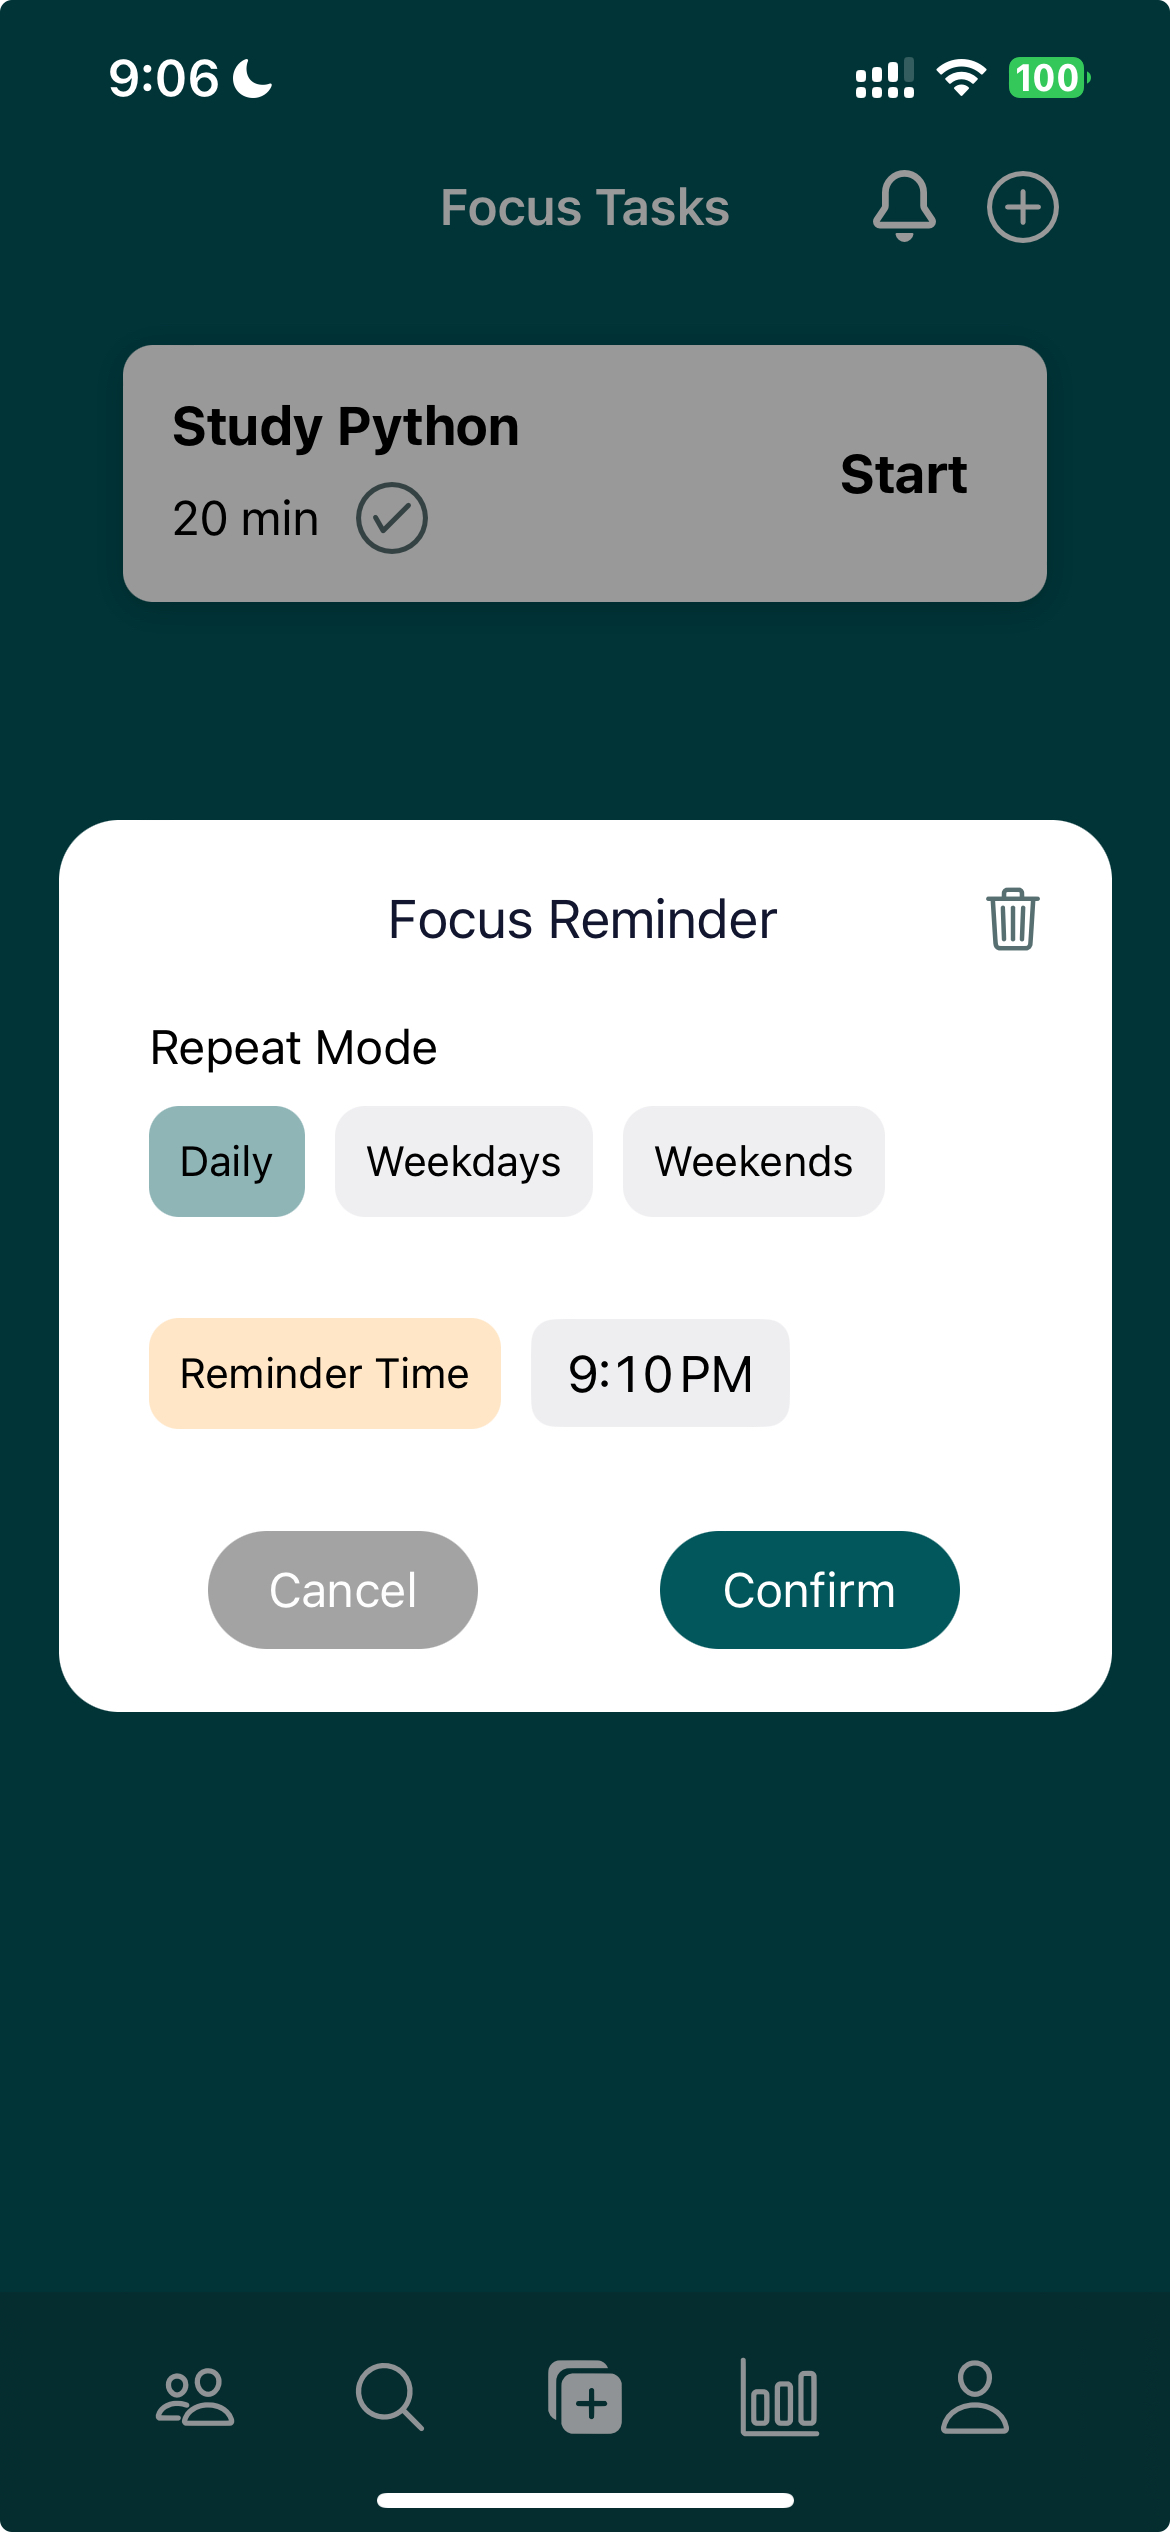 9:06
100
Focus Tasks
Study Python
20 min
Start
Focus Reminder
Repeat Mode
Daily Weekdays Weekends
Reminder Time 9:10 PM
Cancel Confirm